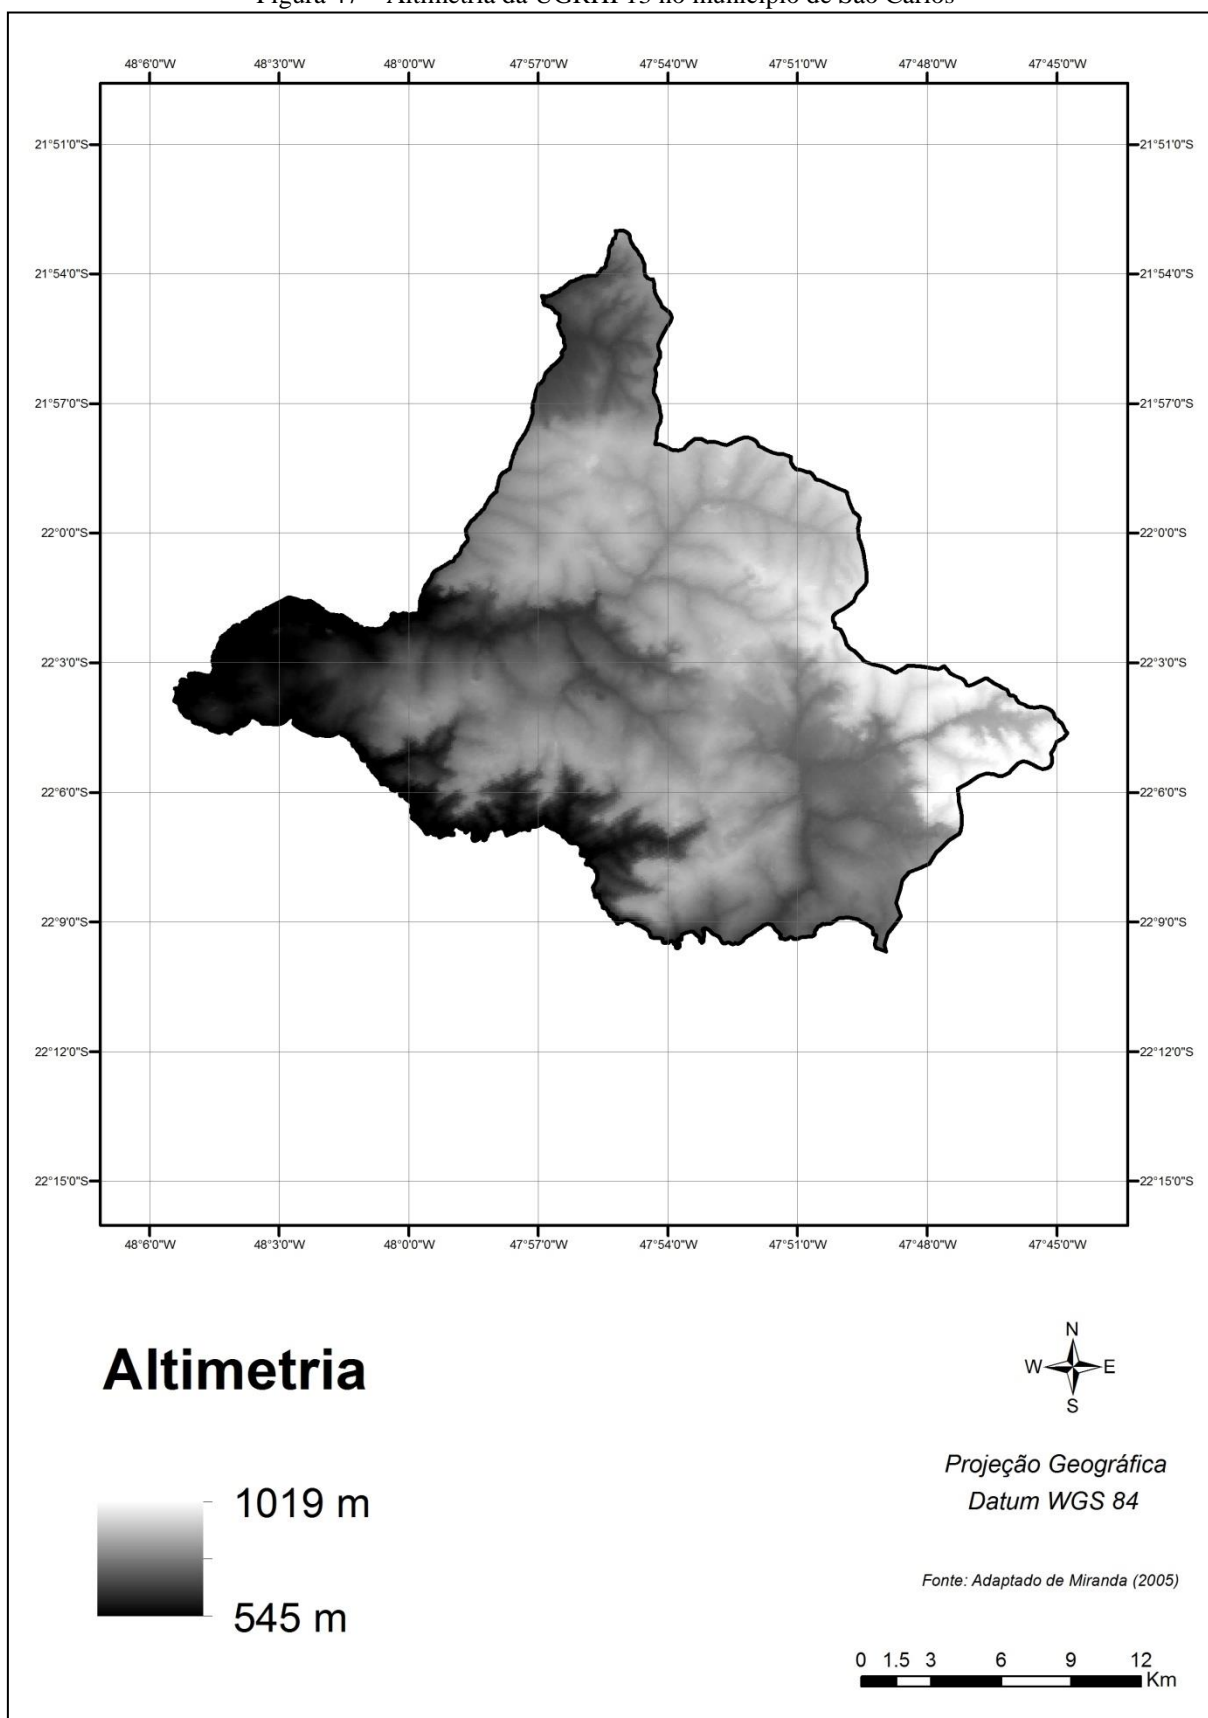 Figura 47 – Altimetria da UGRHI 13 no município de São Carlos
48°6'0"W 48°3'0"W 48°0'0"W 47°57'0"W 47°54'0"W 47°51'0"W 47°48'0"W 47°45'0"W
21°51'0"S 21°51'0"S
21°54'0"S 21°54'0"S
21°57'0"S 21°57'0"S
22°0'0"S 22°0'0"S
22°3'0"S 22°3'0"S
22°6'0"S 22°6'0"S
22°9'0"S 22°9'0"S
22°12'0"S 22°12'0"S
22°15'0"S 22°15'0"S
48°6'0"W 48°3'0"W 48°0'0"W 47°57'0"W 47°54'0"W 47°51'0"W 47°48'0"W 47°45'0"W
Altimetria
1019 m
545 m
N
W E
S
Projeção Geográfica
Datum WGS 84
Fonte: Adaptado de Miranda (2005)
0 1.5 3 6 9 12
Km